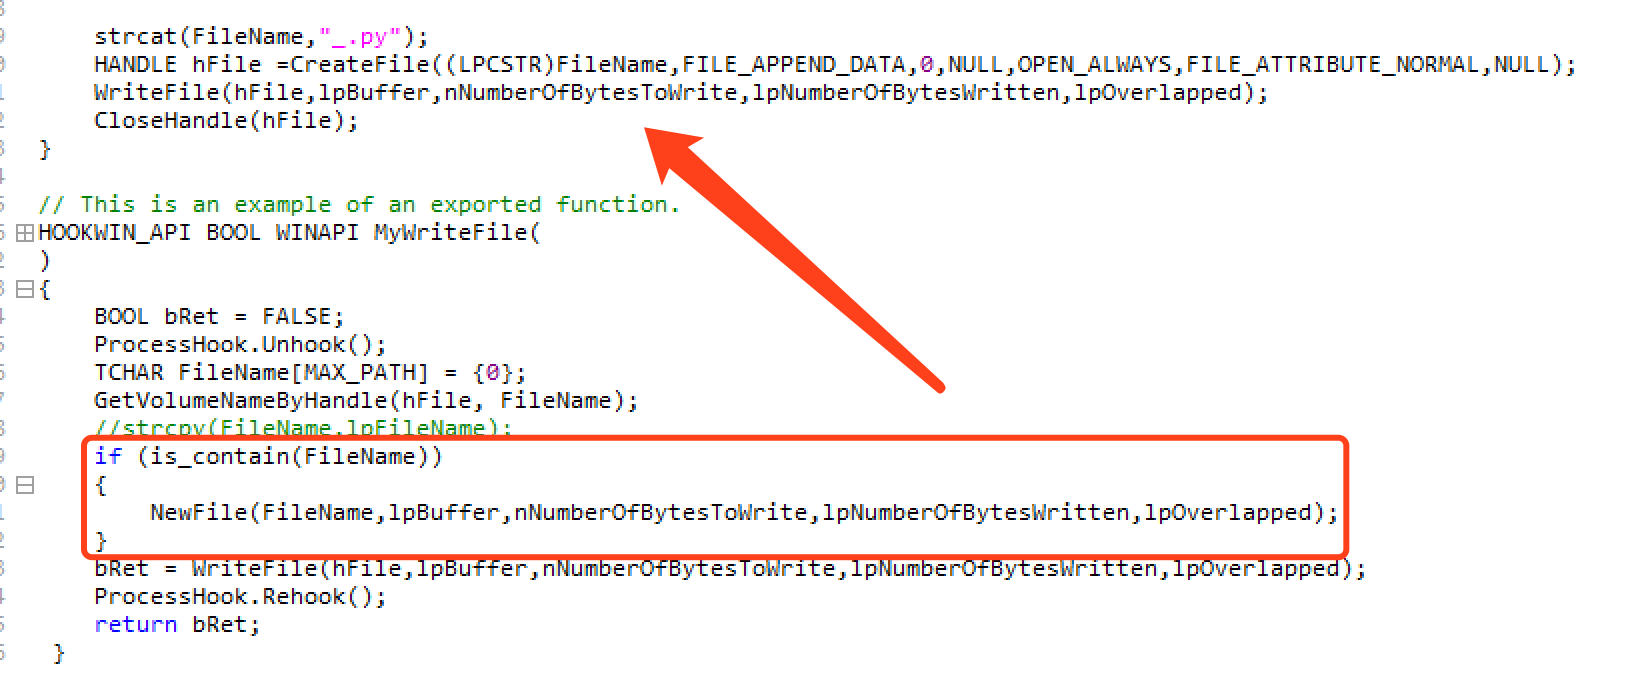 strcat(FileName,"_.py");
HANDLE hFile =CreateFile((LPCSTR)FileName,FILE_APPEND_DATA,0,NULL,OPEN_ALWAYS,FILE_ATTRIBUTE_NORMAL,NULL);
WriteFile(hFile,lpBuffer,nNumberOfBytesToWrite,lpNumberOfBytesWritten,lpOverlapped);
CloseHandle(hFile);
}
// This is an example of an exported function.
HOOKWIN_API BOOL WINAPI MyWriteFile(
)
{
BOOL bRet = FALSE;
ProcessHook.Unhook();
TCHAR FileName[MAX_PATH] = {0};
GetVolumeNameByHandle(hFile, FileName);
//strcpy(FileName,lpFileName);
if (is_contain(FileName))
{
NewFile(FileName,lpBuffer,nNumberOfBytesToWrite,lpNumberOfBytesWritten,lpOverlapped);
}
bRet = WriteFile(hFile,lpBuffer,nNumberOfBytesToWrite,lpNumberOfBytesWritten,lpOverlapped);
ProcessHook.Rehook();
return bRet;
}